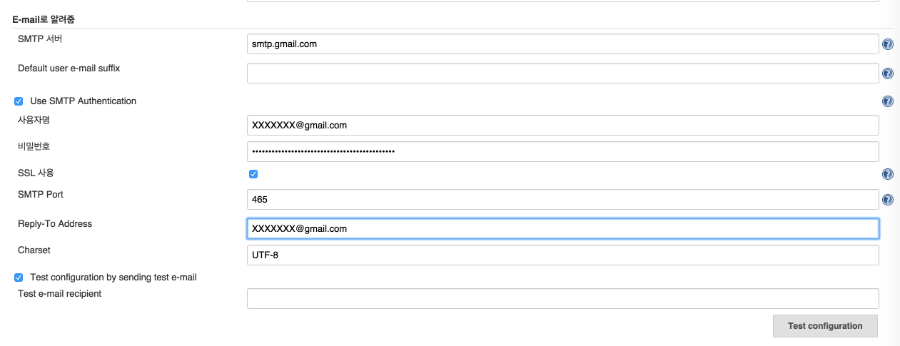 E-mail로 알려줌
SMTP 서버
smtp.gmail.com
Default user e-mail suffix
Use SMTP Authentication
사용자명
XXXXXXX@gmail.com
비밀번호
SSL 사용
SMTP Port
465
Reply-To Address
XXXXXXX@gmail.com
Charset
UTF-8
Test configuration by sending test e-mail
Test e-mail recipient
Test configuration